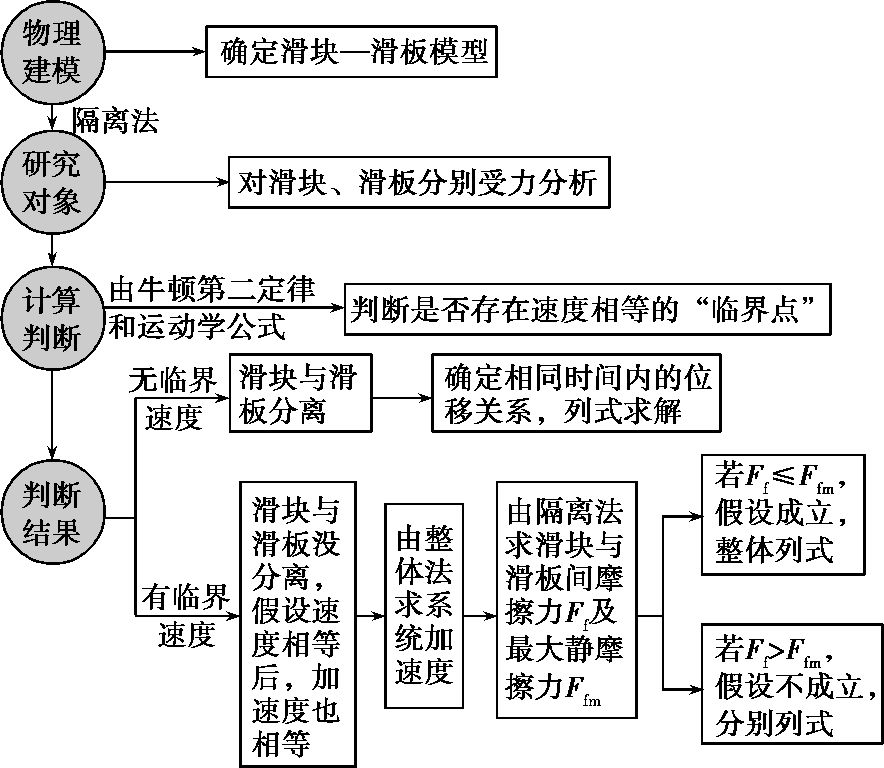 物理
建模
确定滑块—滑板模型
隔离法
研究
对象
对滑块、滑板分别受力分析
计算
判断
由牛顿第二定律
和运动学公式
判断是否存在速度相等的“临界点”
无临界
速度
滑块与滑
板分离
确定相同时间内的位
移关系，列式求解
判断
结果
有临界
速度
滑块与
滑板没
分离，
假设速
度相等
后，加
速度也
相等
由整
体法
求系
统加
速度
由隔离法
求滑块与
滑板间摩
擦力Ff及
最大静摩
擦力Ffm
若Ff≤Ffm，
假设成立，
整体列式
若Ff>Ffm，
假设不成立，
分别列式